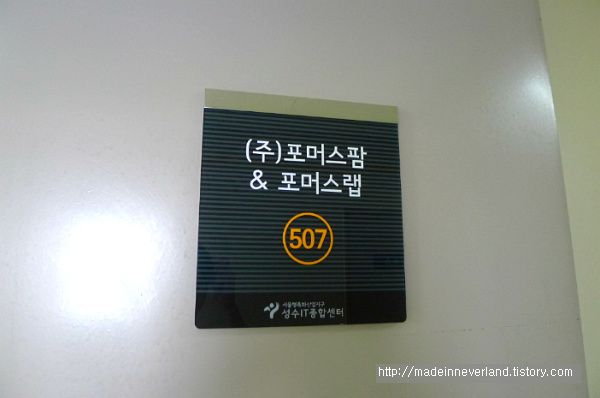 (주)포머스팜
& 포머스랩
507
성수IT종합센터
http://madeinneverland.tistory.com